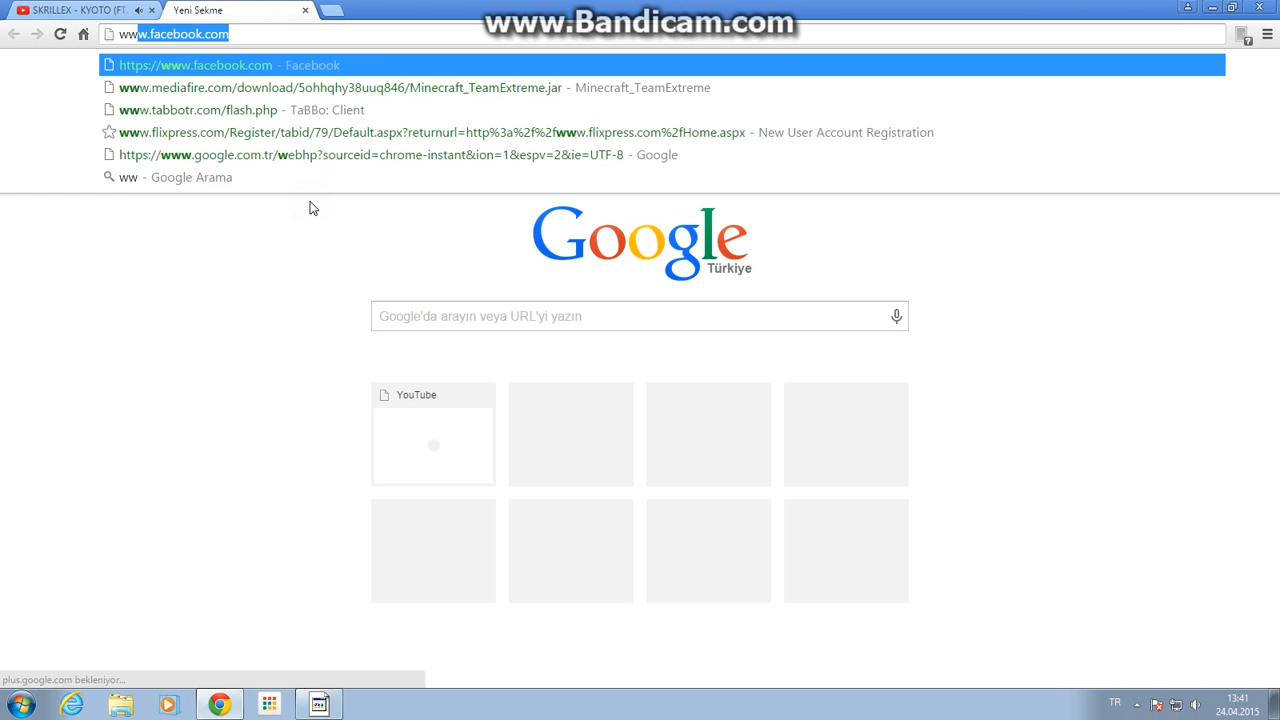 SKRILLEX - KYOTO (FT.
Yeni Sekme
www.Bandicam.com
www.facebook.com
https://www.facebook.com - Facebook
www.mediafire.com/download/5ohhqhy38uuq846/Minecraft_TeamExtreme.jar - Minecraft_TeamExtreme
www.tabbotr.com/flash.php - TaBBo: Client
www.flixpress.com/Register/tabid/79/Default.aspx?returnurl=http%3a%2f%2fwww.flixpress.com%2fHome.aspx - New User Account Registration
https://www.google.com.tr/webhp?sourceid=chrome-instant&ion=1&espv=2&ie=UTF-8 - Google
ww - Google Arama
Google
Türkiye
Google'da arayın veya URL'yi yazın
YouTube
plus.google.com bekleniyor...
TR
13:41
24.04.2015